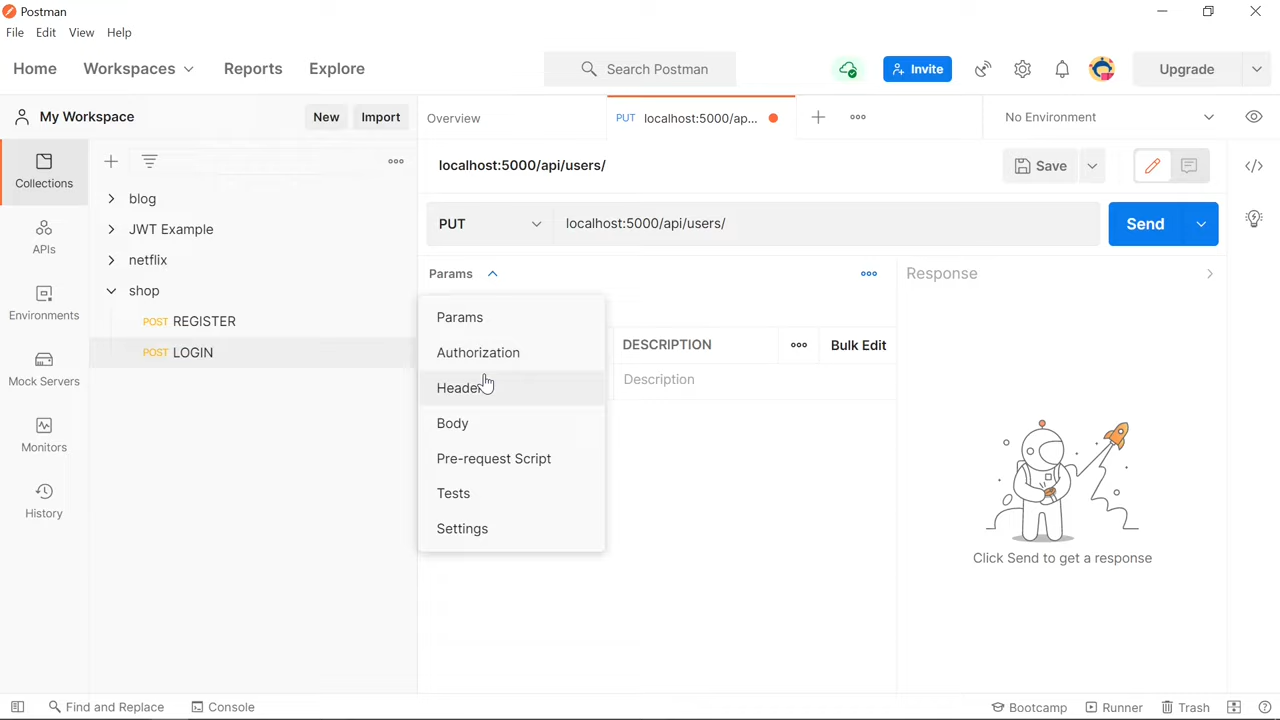 Postman
File Edit View Help
Home Workspaces Reports Explore Search Postman Invite Upgrade
My Workspace New Import Overview PUT localhost:5000/ap... No Environment
Collections
APIs
Environments
Mock Servers
Monitors
History
blog
JWT Example
netflix
shop
POST REGISTER
POST LOGIN
localhost:5000/api/users/ Save
PUT localhost:5000/api/users/ Send
Params
Params
Authorization
Body
Pre-request Script
Tests
Settings
DESCRIPTION Bulk Edit
Description
Response
Click Send to get a response
Find and Replace Console Bootcamp Runner Trash